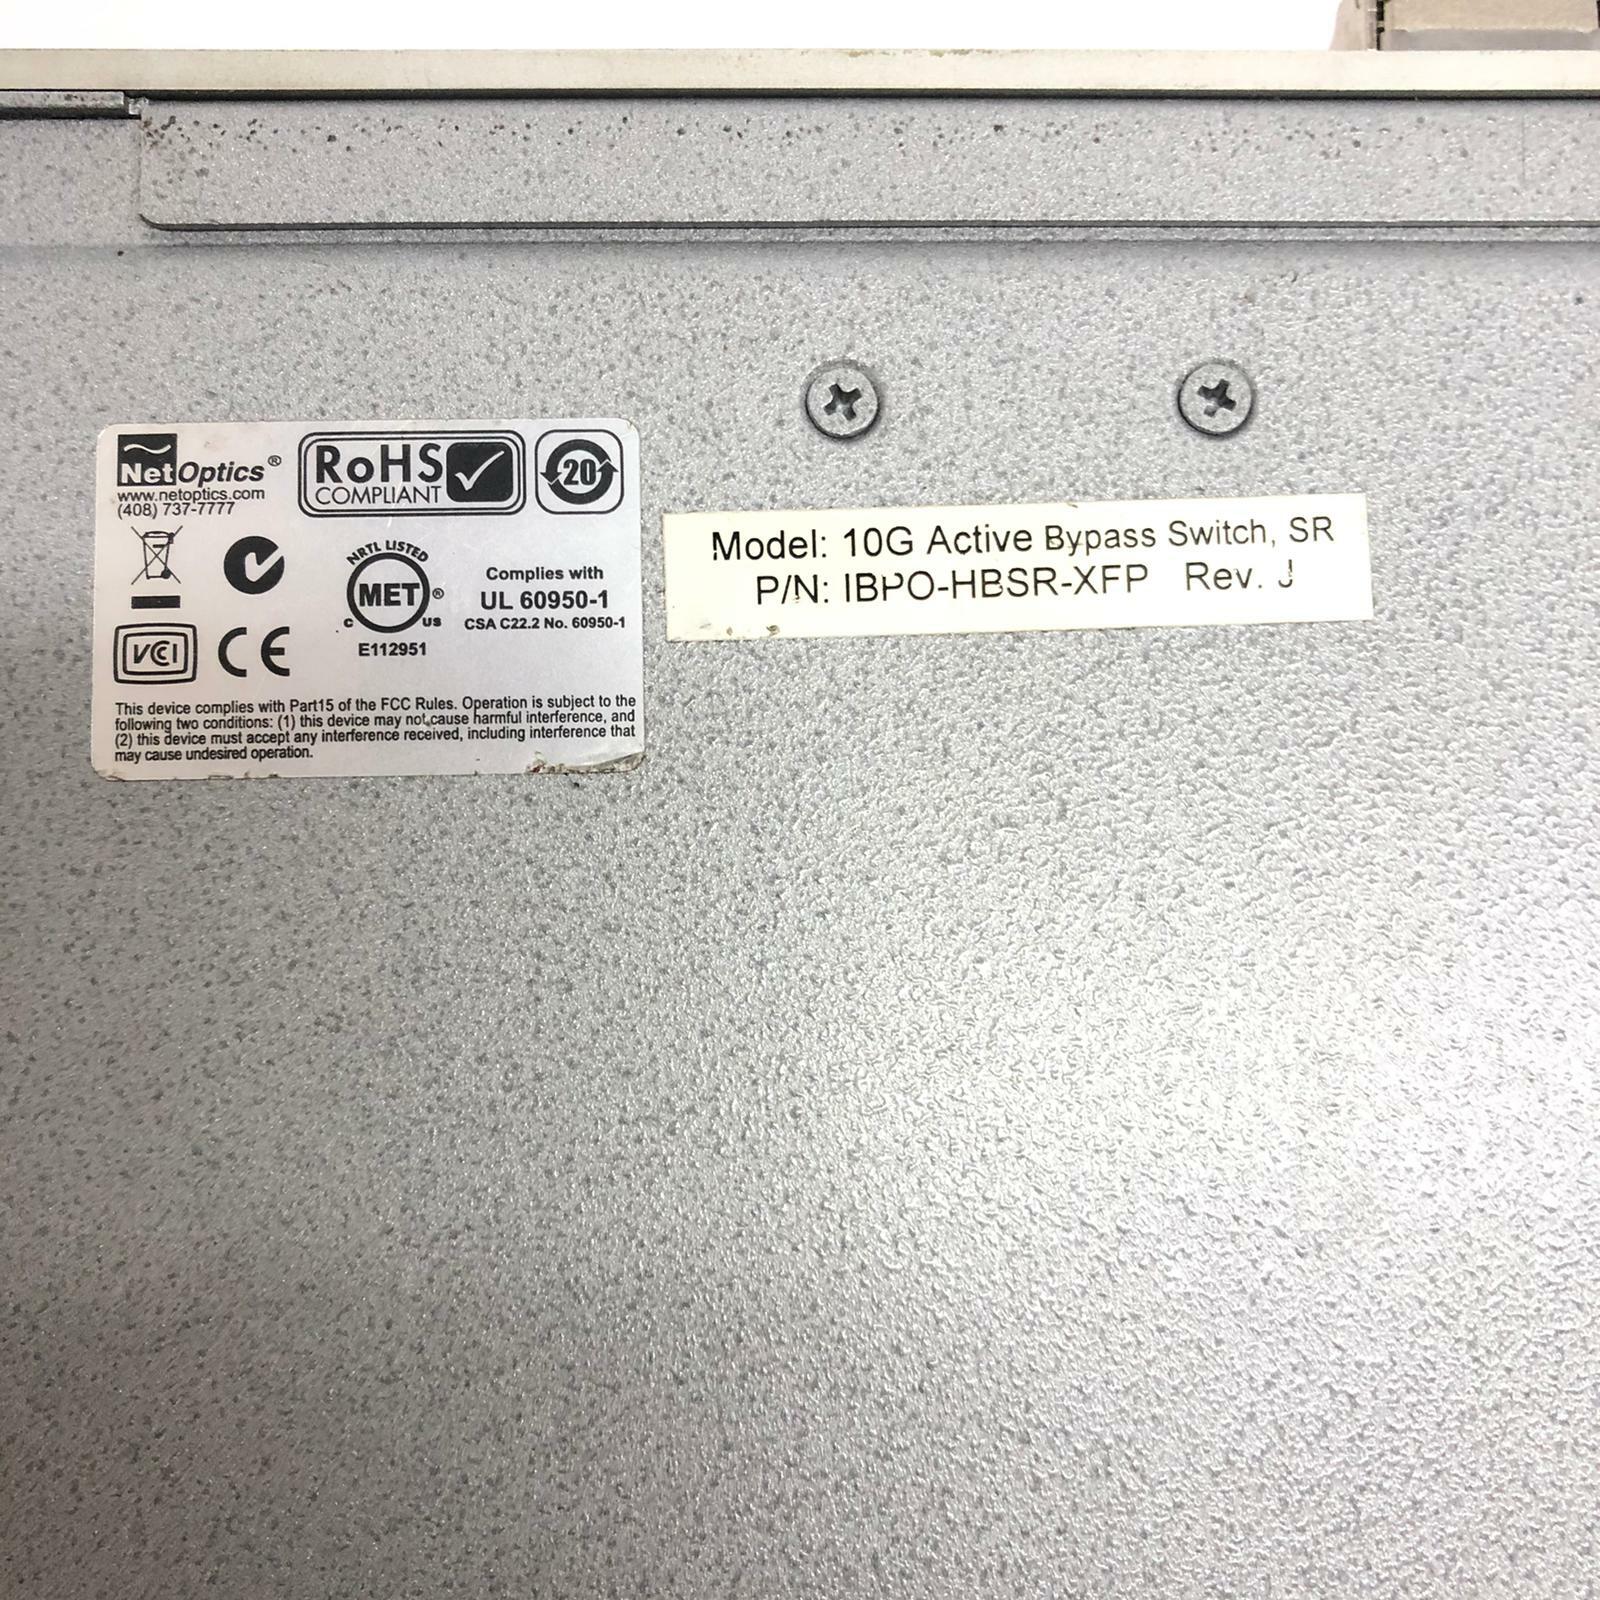 NetOptics®
www.netoptics.com
(408) 737-7777
RoHS
COMPLIANT
20
NRTL LISTED
MET®
C US
E112951
Complies with
UL 60950-1
CSA C22.2 No. 60950-1
VCI
CE
This device complies with Part15 of the FCC Rules. Operation is subject to the
following two conditions: (1) this device may not cause harmful interference, and
(2) this device must accept any interference received, including interference that
may cause undesired operation.
Model: 10G Active Bypass Switch, SR
P/N: IBPO-HBSR-XFP Rev. J